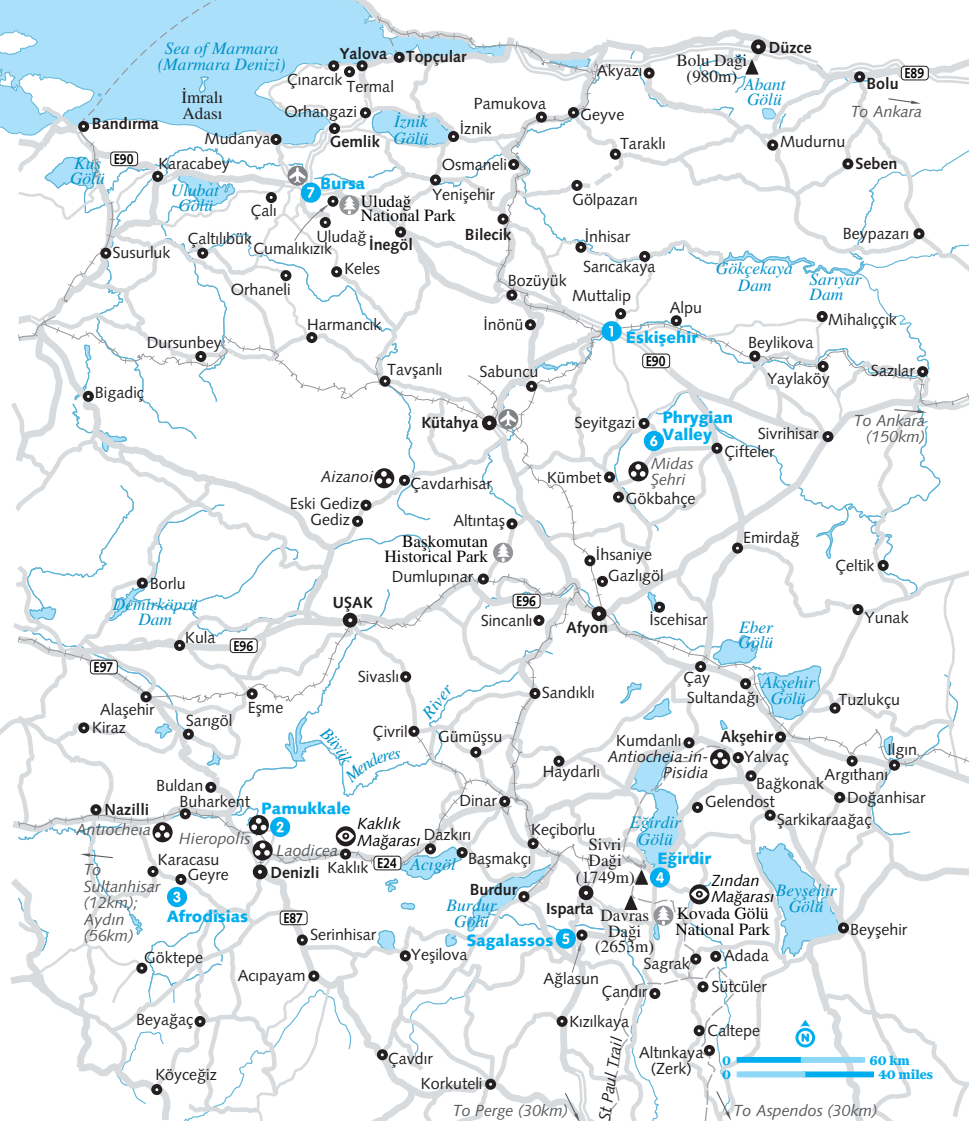 Sea of Marmara
(Marmara Denizi)
Yalova
Topçular
Düzce
Bolu Dağı
(980m)
Akyazı
Çınarcık
Termal
Bolu
E89
Abant
Gölü
To Ankara
İmralı
Adası
Orhangazi
Pamukova
Geyve
Bandırma
Gemlik
İznik
Gölü
İznik
Mudanya
Taraklı
Mudurnu
E90
Karacabey
Osmaneli
Seben
Kuş
Gölü
Ulubat
Gölü
7
Bursa
Yenişehir
Gölpazarı
Çalı
Uludağ
National Park
Uludağ
İnegöl
Bilecik
Beypazarı
Cumalıkızık
Susurluk
Çaltılıbük
İnhisar
Sarıcakaya
Gökçekaya
Dam
Sarıyar
Dam
Keles
Orhaneli
Bozüyük
Muttalip
Alpu
Mihalıççik
Harmancık
İnönü
1
Eskişehir
Dursunbey
Beylikova
E90
Yaylaköy
Sazılar
Tavşanlı
Sabuncu
Bigadiç
Kütahya
Seyitgazi
Phrygian
Valley
6
Sivrihisar
To Ankara
(150km)
Çifteler
Aizanoi
Çavdarhisar
Kümbet
Midas
Şehri
Gökbahçe
Eski Gediz
Gediz
Altıntaş
Başkomutan
Historical Park
Emirdağ
İhsaniye
Çeltik
Dumlupınar
Gazlıgöl
Borlu
Demirköprü
Dam
UŞAK
E96
Sincanlı
Afyon
İscehisar
Yunak
Kula
E96
Eber
Gölü
E97
Sivaslı
River
Çay
Sultandağı
Akşehir
Gölü
Alaşehir
Eşme
Sandıklı
Tuzlukçu
Kiraz
Sarıgöl
Çivril
Büyük
Menderes
Gümüşsu
Kumdanlı
Akşehir
Antiocheia-in-
Pisidia
Yalvaç
Ilgın
Haydarlı
Argıthanı
Bağkonak
Buldan
Doğanhisar
Nazilli
Buharkent
Pamukkale
2
Dinar
Gelendost
Şarkikaraağaç
Antiocheia
Hieropolis
Kaklık
Mağarası
Dazkırı
Keçiborlu
Eğirdir
Gölü
Laodicea
Kaklık
E24
Acıgöl
Başmakçı
Sivri
Dağı
(1749m)
Eğirdir
4
To
Sultanhisar
(12km);
Aydın
(56km)
Karacasu
Geyre
Denizli
3
Afrodisias
Burdur
Burdur
Gölü
Isparta
Zından
Mağarası
Beyşehir
Gölü
Davras
Dağı
(2653m)
Kovada Gölü
National Park
E87
Serinhisar
Sagalassos
5
Beyşehir
Göktepe
Yeşilova
Ağlasun
Sagrak
Adada
Acıpayam
Çandır
Sütcüler
Beyağaç
Kızılkaya
Caltepe
Altınkaya
(Zerk)
St Paul Trail
N
0
60 km
0
40 miles
Çavdır
Köyceğiz
Korkuteli
To Perge (30km)
To Aspendos (30km)